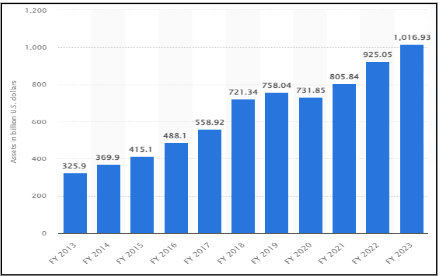 Assets in billion U.S. dollars
1,200
1,000
800
600
400
200
0
325.9
369.9
415.1
488.1
558.92
721.34
758.04
731.85
805.84
925.05
1,016.93
FY 2013
FY 2014
FY 2015
FY 2016
FY 2017
FY 2018
FY 2019
FY 2020
FY 2021
FY 2022
FY 2023